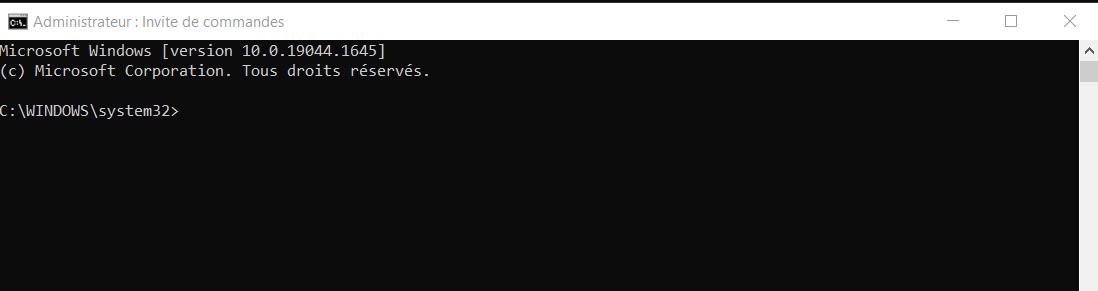 Administrateur : Invite de commandes
Microsoft Windows [version 10.0.19044.1645]
(c) Microsoft Corporation. Tous droits réservés.
C:\WINDOWS\system32>